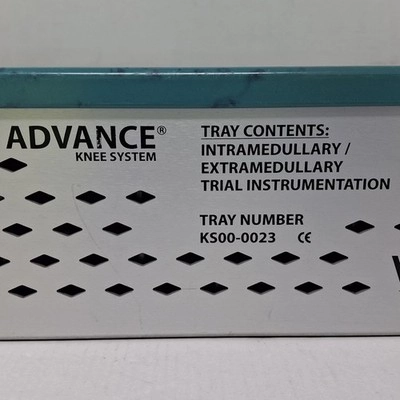 ADVANCE®
KNEE SYSTEM
TRAY CONTENTS:
INTRAMEDULLARY /
EXTRAMEDULLARY
TRIAL INSTRUMENTATION
TRAY NUMBER
KS00-0023 CE